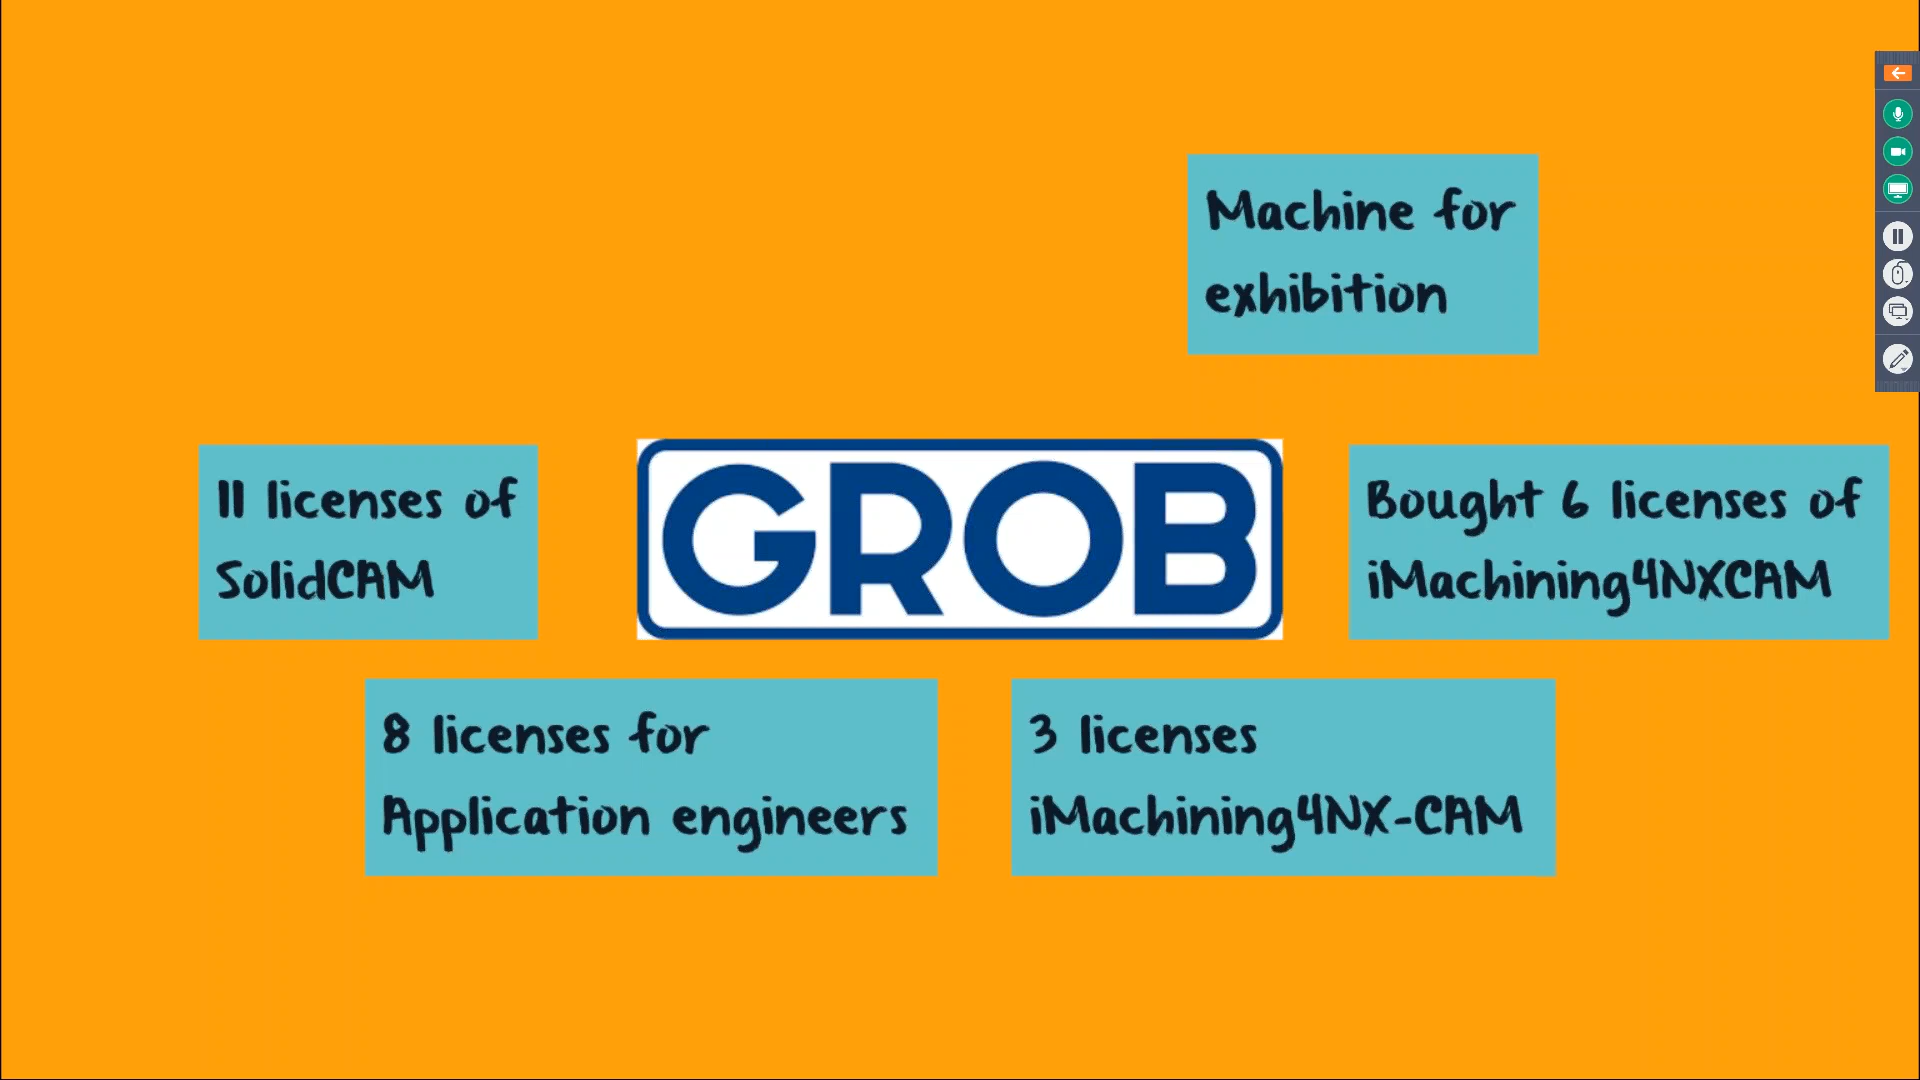 Machine for
exhibition
11 licenses of
SolidCAM
GROB
Bought 6 licenses of
iMachining4NXCAM
8 licenses for
Application engineers
3 licenses
iMachining4NX-CAM